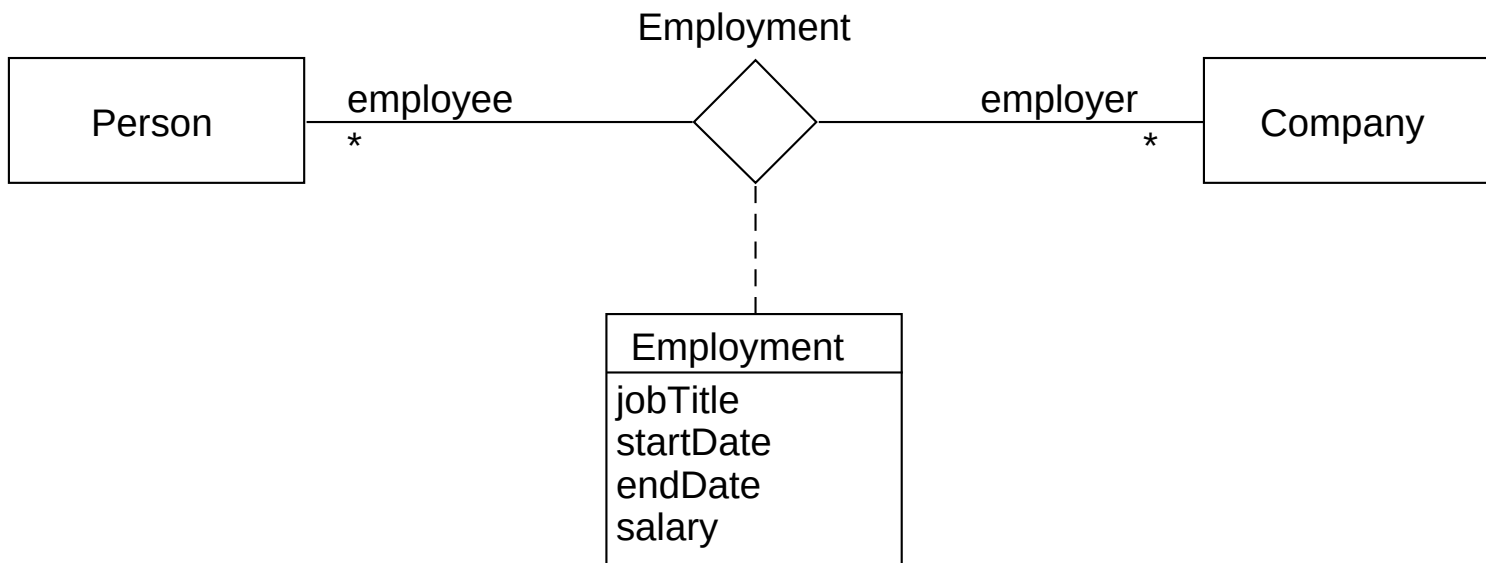 Employment
employee
employer
Person
Company
*
*
Employment
jobTitle
startDate
endDate
salary